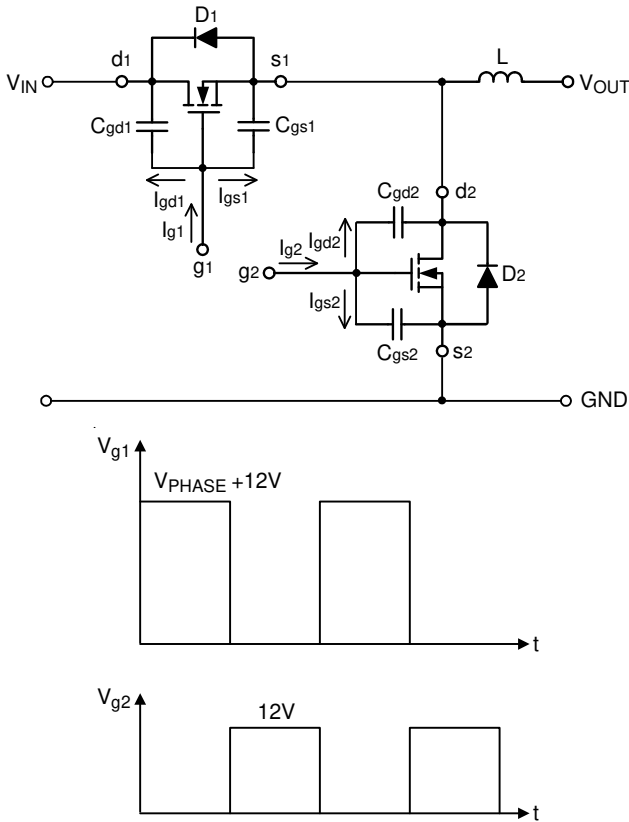 D1
d1
s1
L
VIN
VOUT
Cgd1
Cgs1
Igd1
Igs1
Ig1
g1
Cgd2
d2
Ig2
Igd2
g2
D2
Igs2
Cgs2
s2
GND
Vg1
VPHASE +12V
t
Vg2
12V
t